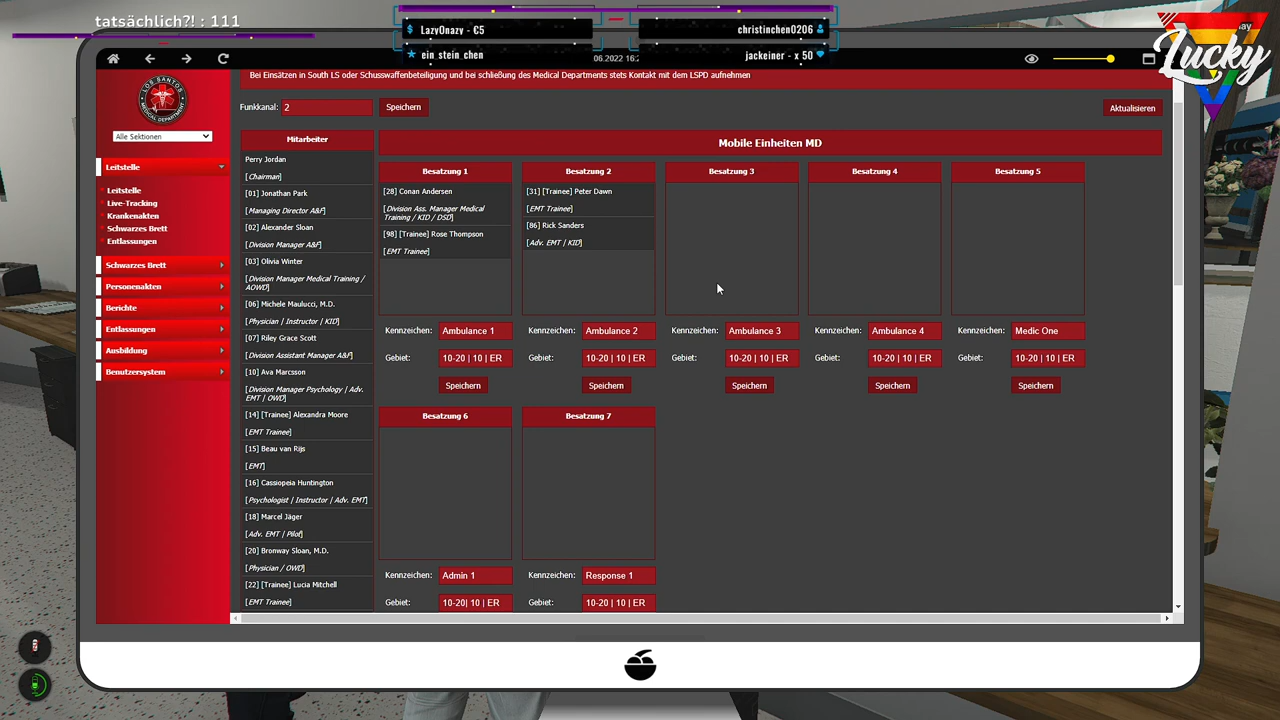 tatsächlich?! : 111
LazyOnazy - €5
christinchen0206
ein_stein_chen
jackeiner - x 50
06.2022 16:2
Lucky
LOS SANTOS
MEDICAL DEPARTMENT
Alle Sektionen
Leitstelle
Leitstelle
Live-Tracking
Krankenakten
Schwarzes Brett
Entlassungen
Schwarzes Brett
Personenakten
Berichte
Entlassungen
Ausbildung
Benutzersystem
Bei Einsätzen in South LS oder Schusswaffenbeteiligung und bei schließung des Medical Departments stets Kontakt mit dem LSPD aufnehmen
Funkkanal: 2 Speichern
Aktualisieren
Mitarbeiter
Perry Jordan
[Chairman]
[01] Jonathan Park
[Managing Director A&F]
[02] Alexander Sloan
[Division Manager A&F]
[03] Olivia Winter
[Division Manager Medical Training /
AOWD]
[06] Michele Maulucci, M.D.
[Physician / Instructor / KID]
[07] Riley Grace Scott
[Division Assistant Manager A&F]
[10] Ava Marcsson
[Division Manager Psychology / Adv.
EMT / OWD]
[14] [Trainee] Alexandra Moore
[EMT Trainee]
[15] Beau van Rijs
[EMT]
[16] Cassiopeia Huntington
[Psychologist / Instructor / Adv. EMT]
[18] Marcel Jäger
[Adv. EMT / Pilot]
[20] Bronway Sloan, M.D.
[Physician / OWD]
[22] [Trainee] Lucia Mitchell
[EMT Trainee]
Mobile Einheiten MD
Besatzung 1
[28] Conan Andersen
[Division Ass. Manager Medical
Training / KID / DSD]
[98] [Trainee] Rose Thompson
[EMT Trainee]
Kennzeichen: Ambulance 1
Gebiet: 10-20 | 10 | ER
Speichern
Besatzung 2
[31] [Trainee] Peter Dawn
[EMT Trainee]
[86] Rick Sanders
[Adv. EMT / KID]
Kennzeichen: Ambulance 2
Gebiet: 10-20 | 10 | ER
Speichern
Besatzung 3
Kennzeichen: Ambulance 3
Gebiet: 10-20 | 10 | ER
Speichern
Besatzung 4
Kennzeichen: Ambulance 4
Gebiet: 10-20 | 10 | ER
Speichern
Besatzung 5
Kennzeichen: Medic One
Gebiet: 10-20 | 10 | ER
Speichern
Besatzung 6
Kennzeichen: Admin 1
Gebiet: 10-20| 10 | ER
Besatzung 7
Kennzeichen: Response 1
Gebiet: 10-20 | 10 | ER